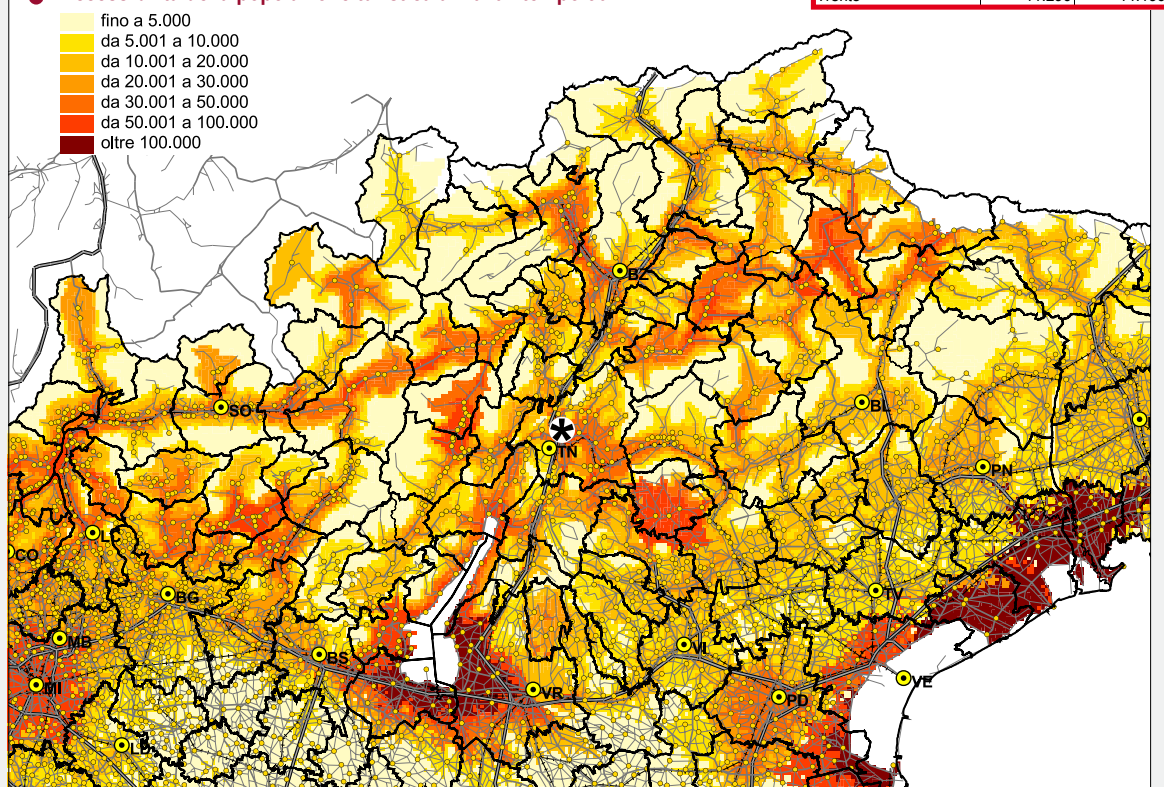 fino a 5.000
da 5.001 a 10.000
da 10.001 a 20.000
da 20.001 a 30.000
da 30.001 a 50.000
da 50.001 a 100.000
oltre 100.000
BZ
SO
BL
TN
PN
LC
CO
BG
TV
MB
VI
BS
MI
VE
VR
PD